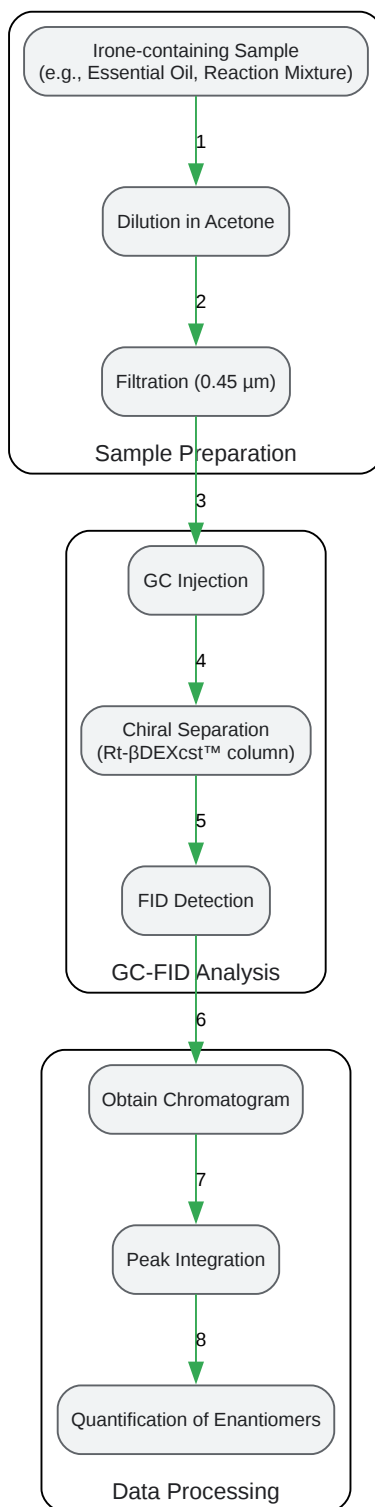 Irone-containing Sample
(e.g., Essential Oil, Reaction Mixture)
1
Dilution in Acetone
2
Filtration (0.45 µm)
Sample Preparation
3
GC Injection
4
Chiral Separation
(Rt-βDEXcst™ column)
5
FID Detection
GC-FID Analysis
6
Obtain Chromatogram
7
Peak Integration
8
Quantification of Enantiomers
Data Processing